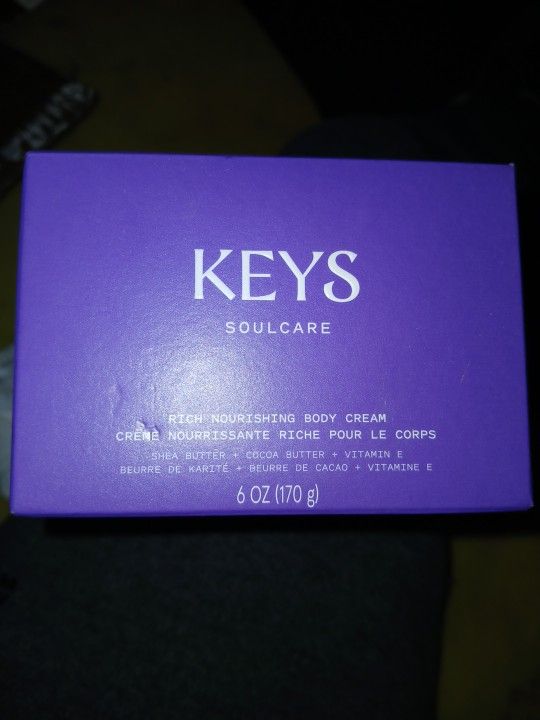 KEYS
SOULCARE
RICH NOURISHING BODY CREAM
CRÈME NOURRISSANTE RICHE POUR LE CORPS
SHEA BUTTER + COCOA BUTTER + VITAMIN E
BEURRE DE KARITÉ + BEURRE DE CACAO + VITAMINE E
6 OZ (170 g)